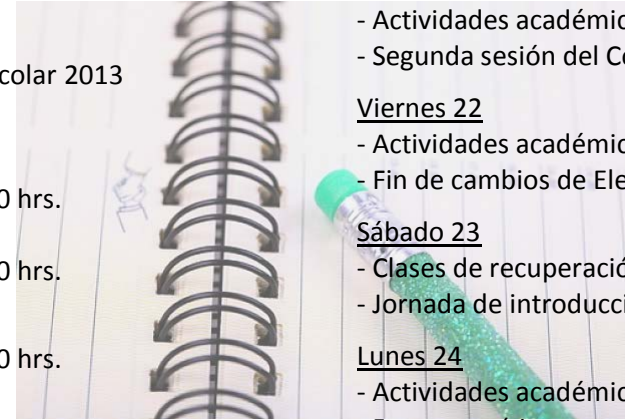 colar 2013
0 hrs.
0 hrs.
0 hrs.
- Actividades académic
- Segunda sesión del C
Viernes 22
- Actividades académic
- Fin de cambios de Ele
Sábado 23
- Clases de recuperació
- Jornada de introducci
Lunes 24
- Actividades académic